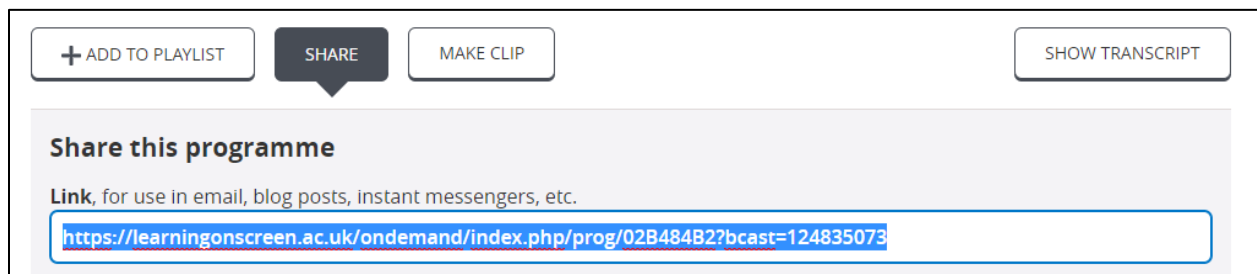 + ADD TO PLAYLIST SHARE MAKE CLIP SHOW TRANSCRIPT
Share this programme
Link, for use in email, blog posts, instant messengers, etc.
https://learningonscreen.ac.uk/ondemand/index.php/prog/02B484B2?bcast=124835073